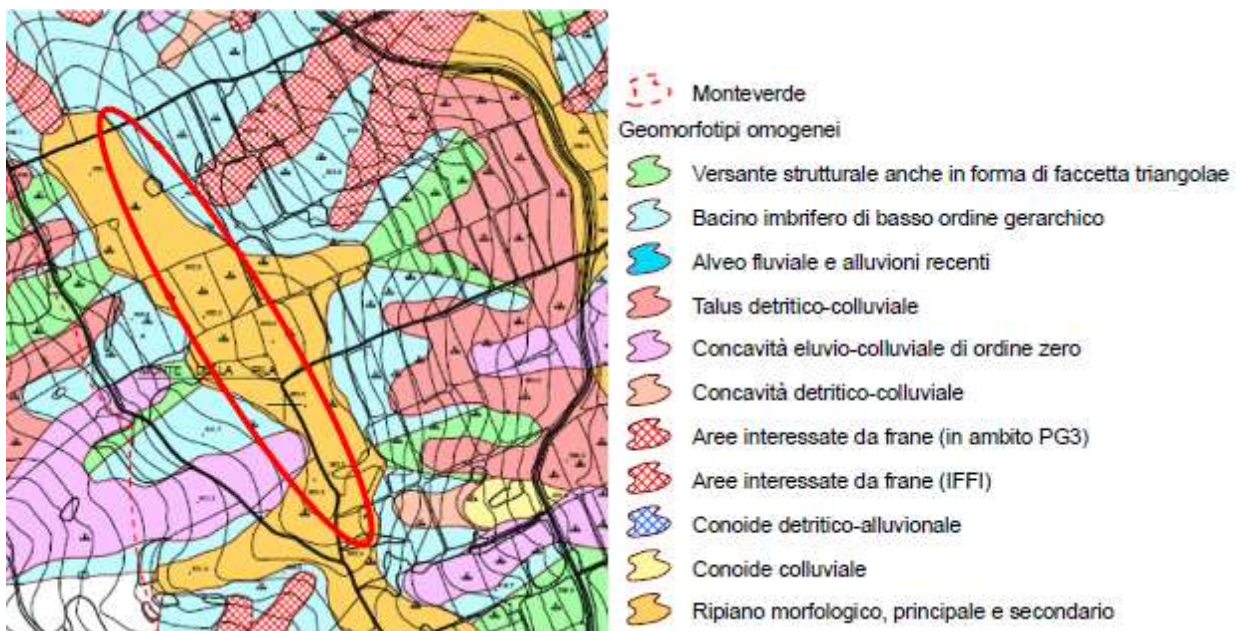 Monteverde
Geomorfotipi omogenei
Versante strutturale anche in forma di faccetta triangolae
Bacino imbrifero di basso ordine gerarchico
Alveo fluviale e alluvioni recenti
Talus detritico-colluviale
Concavità eluvio-colluviale di ordine zero
Concavità detritico-colluviale
Aree interessate da frane (in ambito PG3)
Aree interessate da frane (IFFI)
Conoide detritico-alluvionale
Conoide colluviale
Ripiano morfologico, principale e secondario